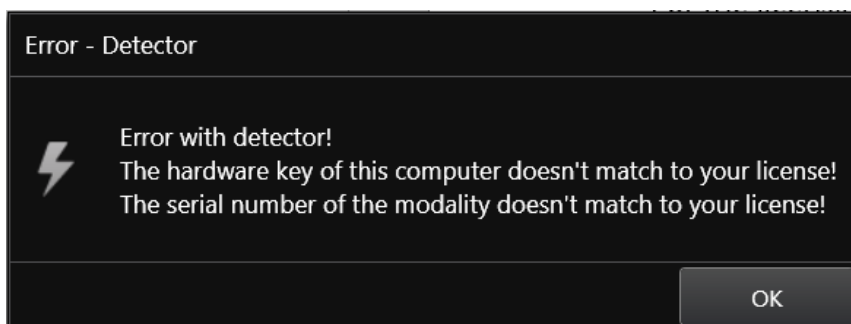 Error - Detector
Error with detector!
The hardware key of this computer doesn't match to your license!
The serial number of the modality doesn't match to your license!
OK